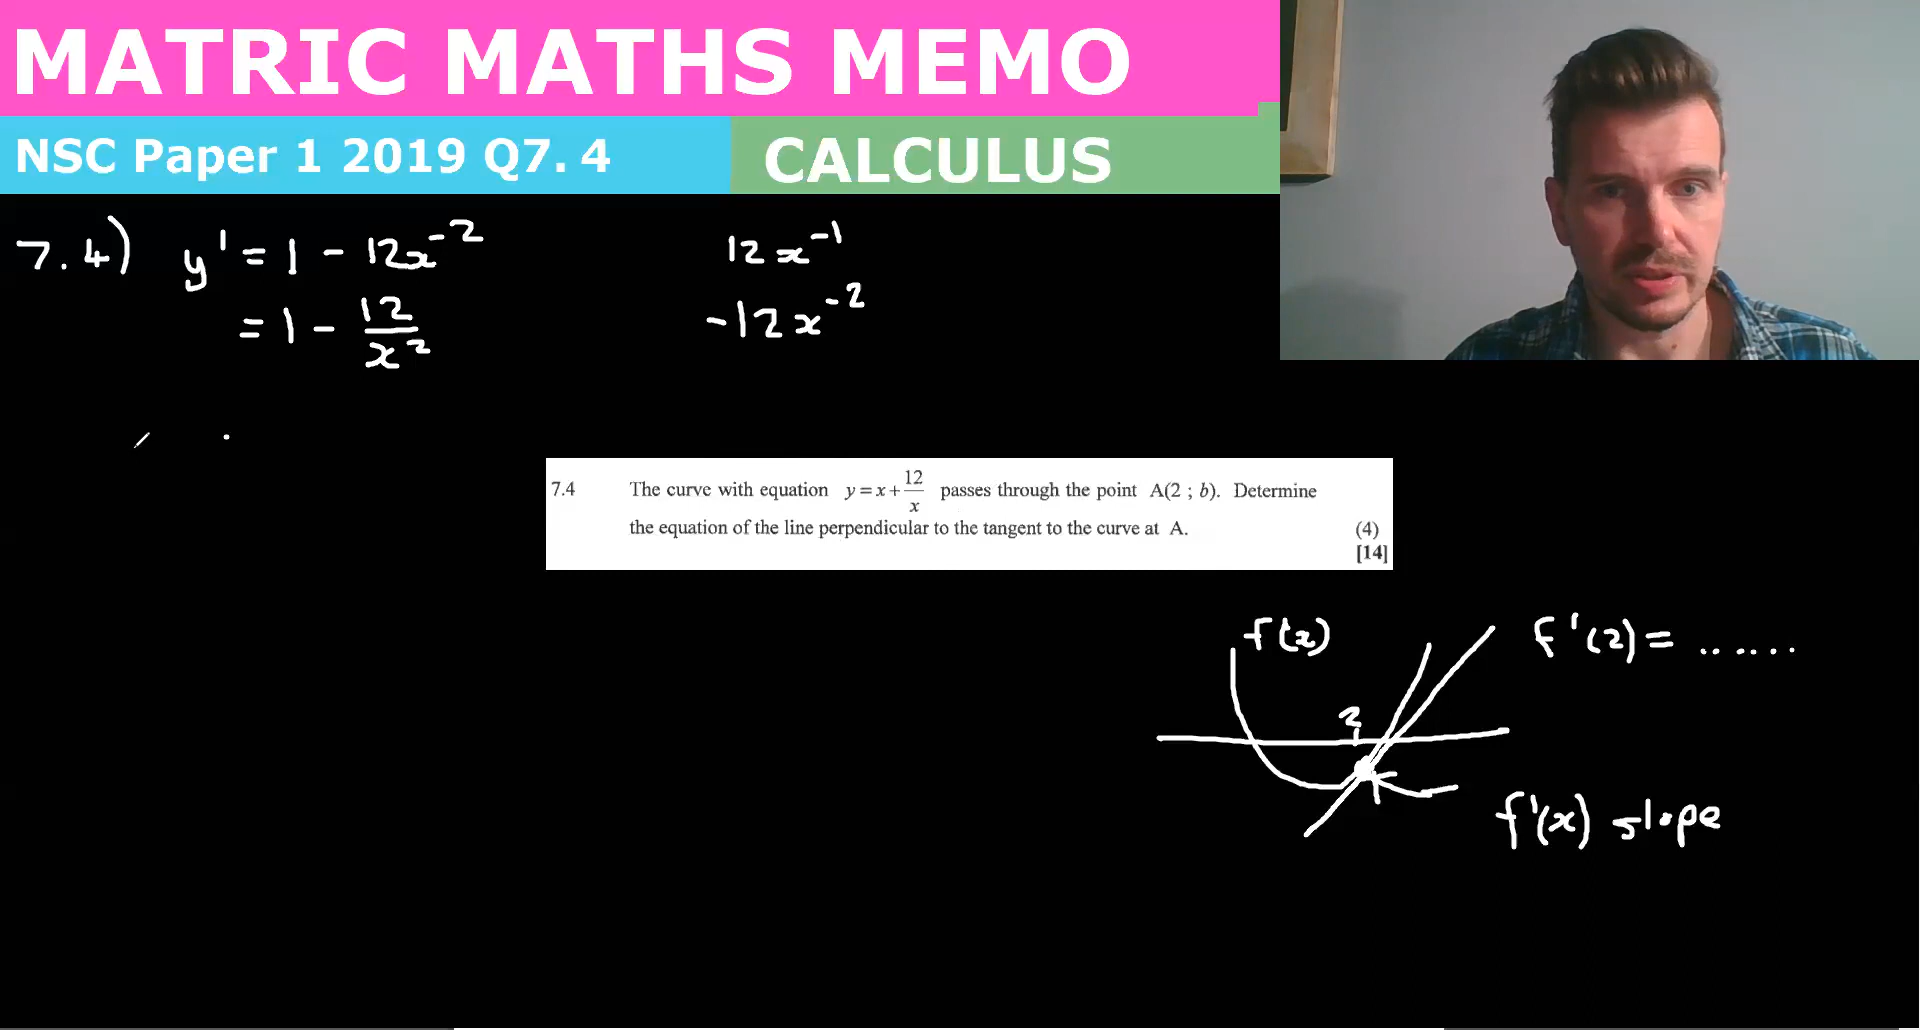 MATRIC MATHS MEMO
NSC Paper 1 2019 Q7. 4
CALCULUS
7.4) y' = 1 - 12x⁻²
= 1 - 12/x²
12x⁻¹
-12x⁻²
7.4 The curve with equation y = x + 12/x passes through the point A(2 ; b). Determine
the equation of the line perpendicular to the tangent to the curve at A. (4)
[14]
f(x)
f'(2) = ......
2
f'(x) slope